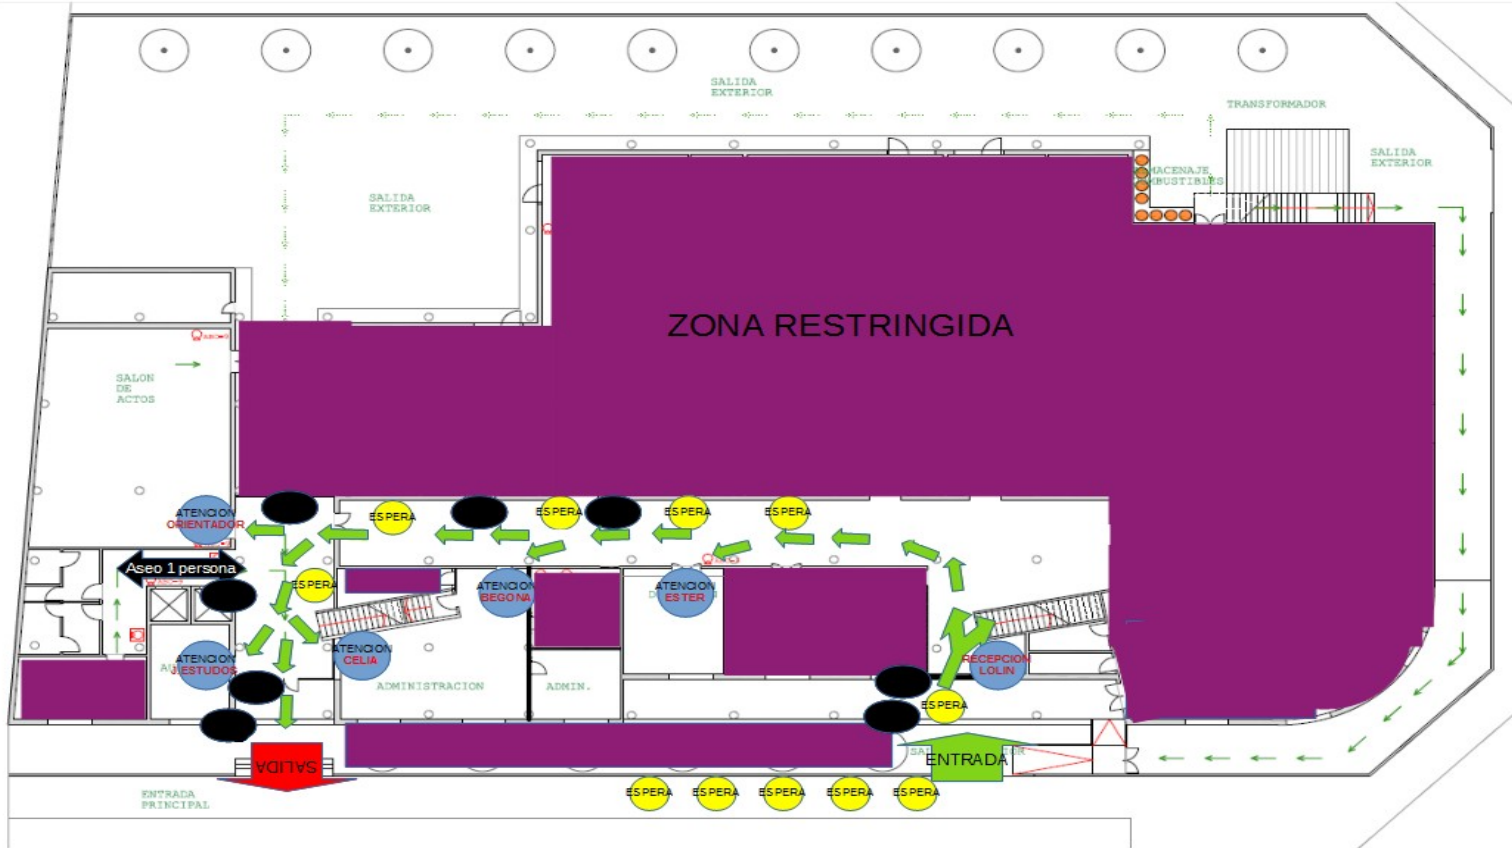 SALIDA
EXTERIOR
TRANSFORMADOR
SALIDA
EXTERIOR
SALIDA
EXTERIOR
ZONA RESTRINGIDA
SALON
DE
ACTOS
ATENCION
ORIENTADOR
ESPERA
ESPERA
ESPERA
ESPERA
Aseo 1 persona
ESPERA
ATENCION
BEGONA
ATENCION
ESTER
ATENCION
CELIA
ATENCION
J.ESTUDOS
RECEPCION
LOLIN
ADMINISTRACION
ADMIN.
ESPERA
SALIDA
ENTRADA
ENTRADA
PRINCIPAL
ESPERA
ESPERA
ESPERA
ESPERA
ESPERA